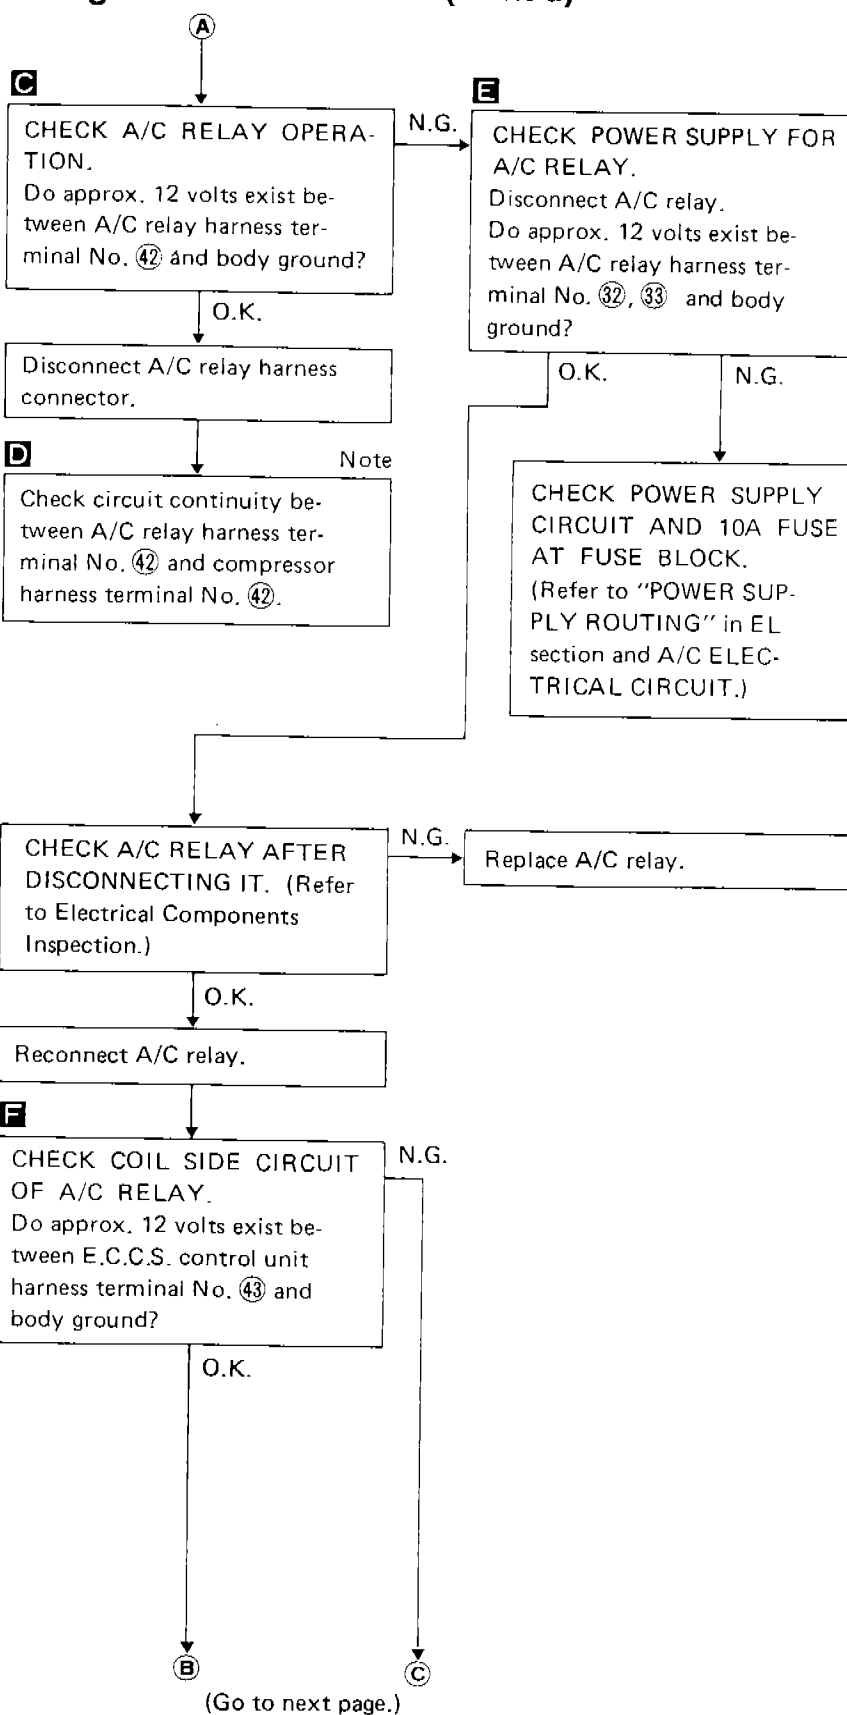 A
C
CHECK A/C RELAY OPERA-
TION.
Do approx. 12 volts exist be-
tween A/C relay harness ter-
minal No. 42 and body ground?
N.G.
E
CHECK POWER SUPPLY FOR
A/C RELAY.
Disconnect A/C relay.
Do approx. 12 volts exist be-
tween A/C relay harness ter-
minal No. 32, 33 and body
ground?
O.K.
Disconnect A/C relay harness
connector.
O.K.
N.G.
D
Note
Check circuit continuity be-
tween A/C relay harness ter-
minal No. 42 and compressor
harness terminal No. 42.
CHECK POWER SUPPLY
CIRCUIT AND 10A FUSE
AT FUSE BLOCK.
(Refer to "POWER SUP-
PLY ROUTING" in EL
section and A/C ELEC-
TRICAL CIRCUIT.)
CHECK A/C RELAY AFTER
DISCONNECTING IT. (Refer
to Electrical Components
Inspection.)
N.G.
Replace A/C relay.
O.K.
Reconnect A/C relay.
F
CHECK COIL SIDE CIRCUIT
OF A/C RELAY.
Do approx. 12 volts exist be-
tween E.C.C.S. control unit
harness terminal No. 43 and
body ground?
N.G.
O.K.
B
C
(Go to next page.)